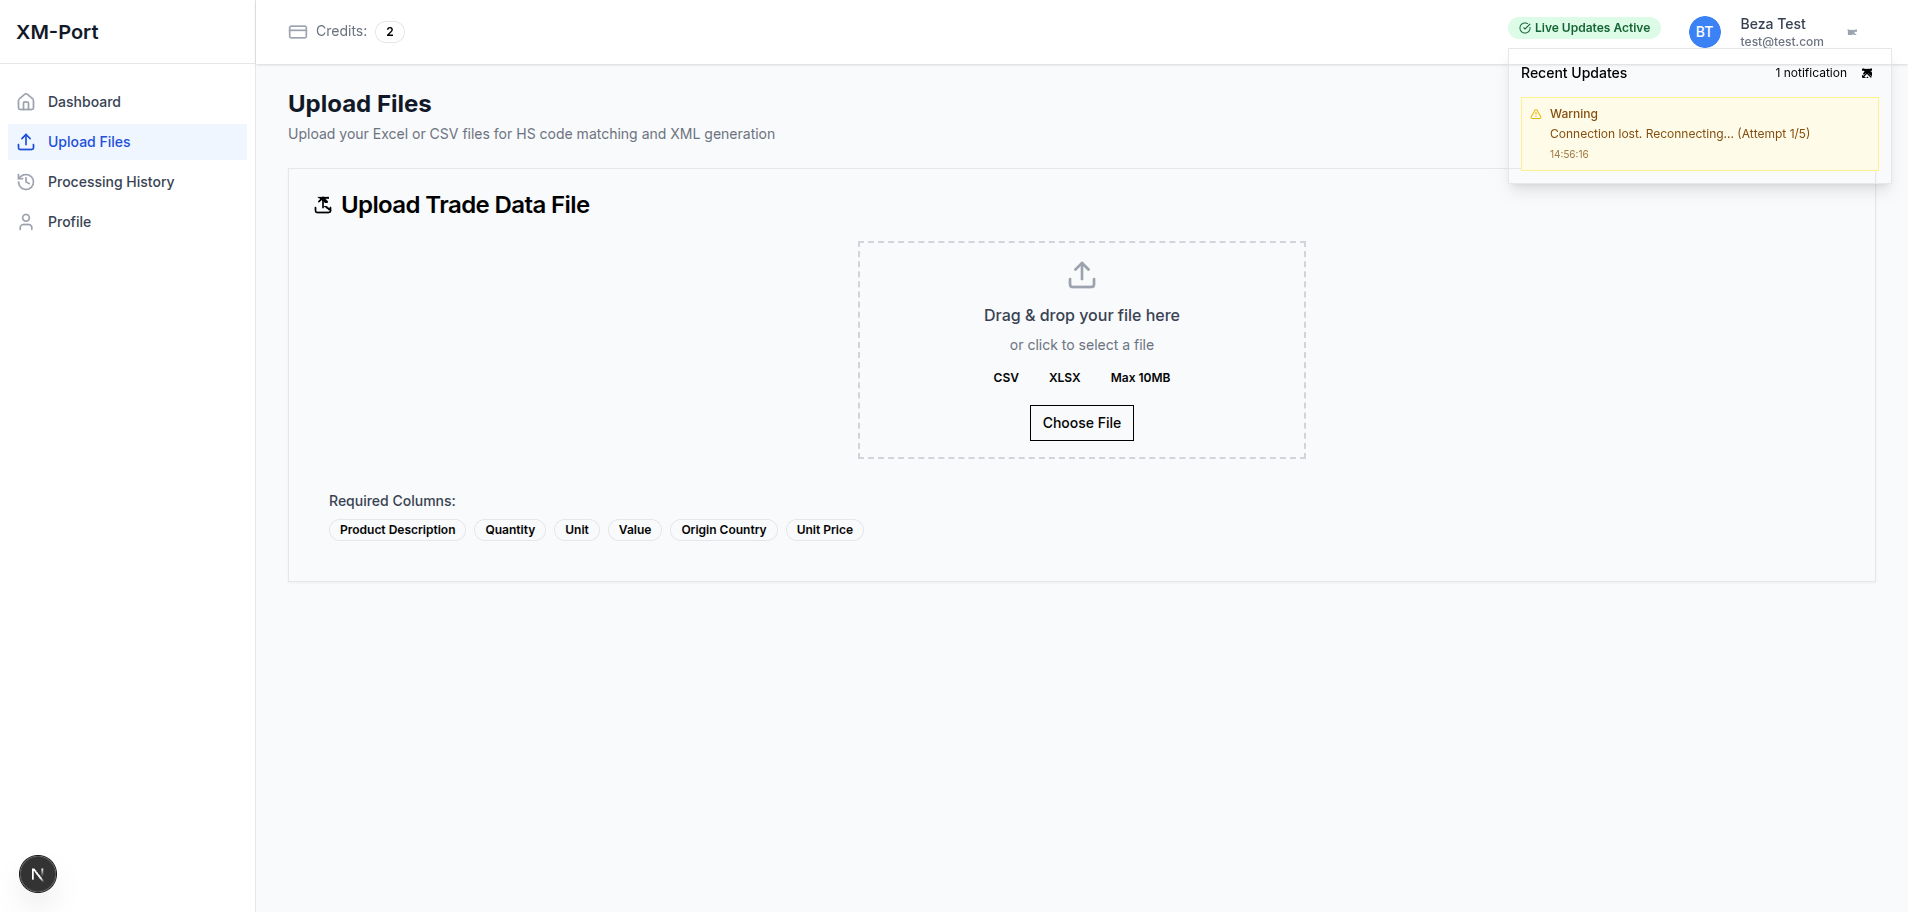 XM-Port
Credits: 2
Live Updates Active
BT
Beza Test
test@test.com
Dashboard
Upload Files
Processing History
Profile
Recent Updates
1 notification
Warning
Connection lost. Reconnecting... (Attempt 1/5)
14:56:16
Upload Files
Upload your Excel or CSV files for HS code matching and XML generation
Upload Trade Data File
Drag & drop your file here
or click to select a file
CSV XLSX Max 10MB
Choose File
Required Columns:
Product Description Quantity Unit Value Origin Country Unit Price
N